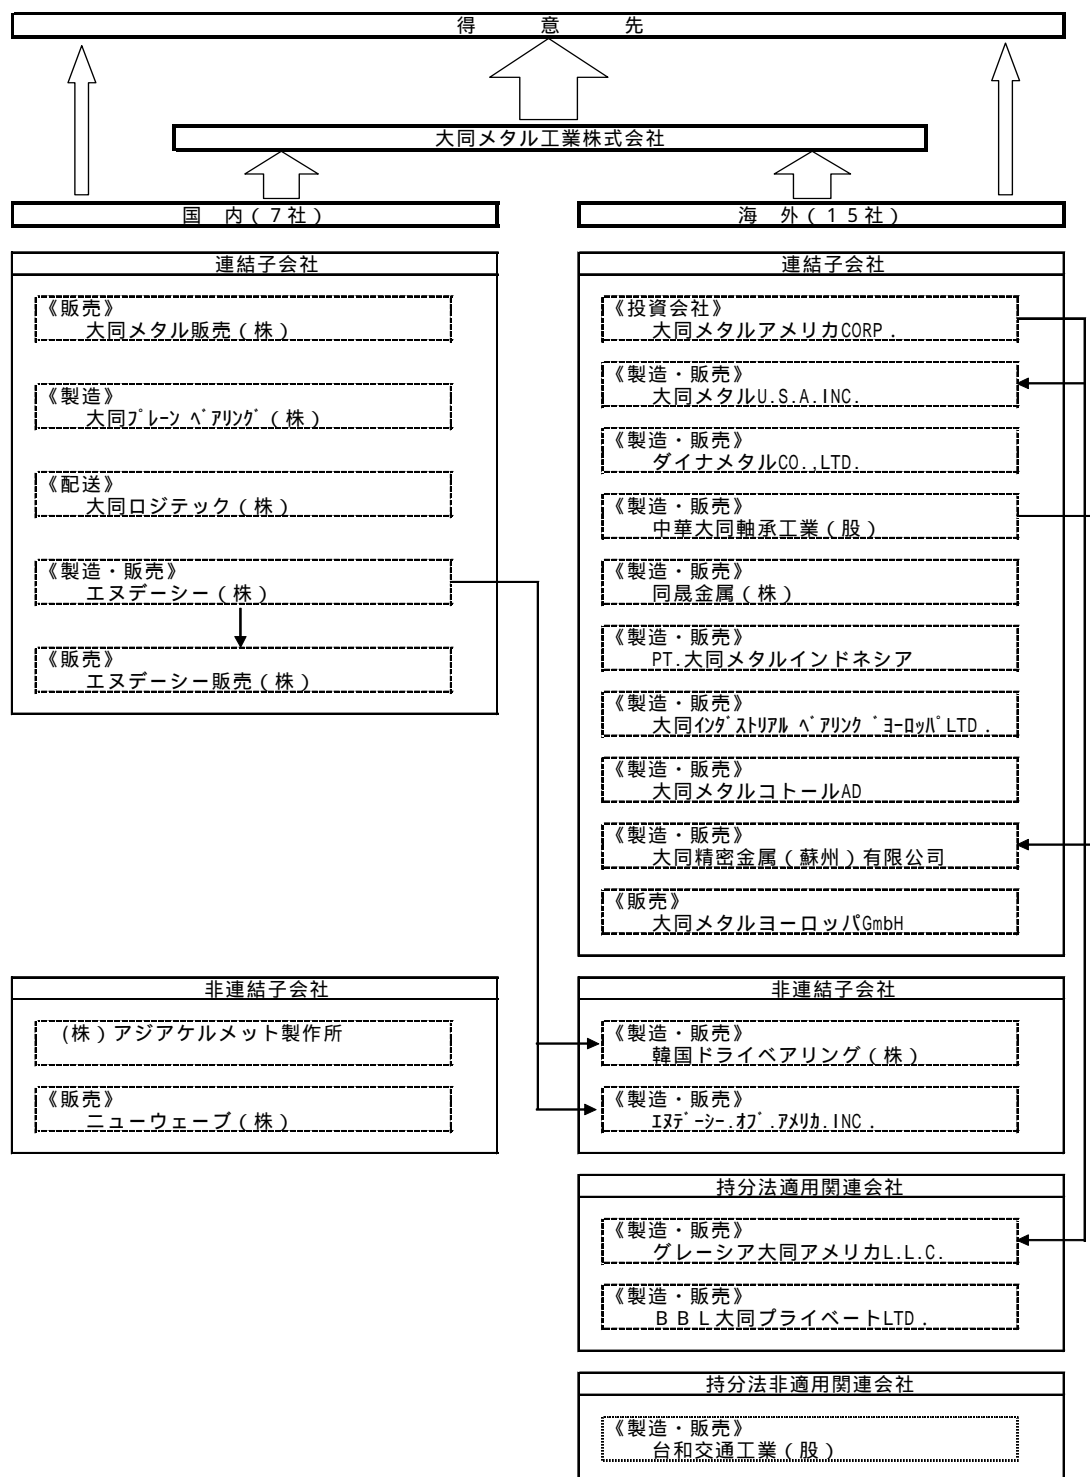 得　意　先
大同メタル工業株式会社
国　内(7社)
海　外(15社)
連結子会社
《販売》
大同メタル販売(株)
《製造》
大同プレーン ベアリング(株)
《配送》
大同ロジテック(株)
《製造・販売》
エヌデーシー(株)
《販売》
エヌデーシー販売(株)
連結子会社
《投資会社》
大同メタルアメリカCORP.
《製造・販売》
大同メタルU.S.A.INC.
《製造・販売》
ダイナメタルCO.,LTD.
《製造・販売》
中華大同軸承工業(股)
《製造・販売》
同晟金属(株)
《製造・販売》
PT.大同メタルインドネシア
《製造・販売》
大同インダストリアル ベアリング ヨーロッパLTD.
《製造・販売》
大同メタルコトールAD
《製造・販売》
大同精密金属(蘇州)有限公司
《販売》
大同メタルヨーロッパGmbH
非連結子会社
(株)アジアケルメット製作所
《販売》
ニューウェーブ(株)
非連結子会社
《製造・販売》
韓国ドライベアリング(株)
《製造・販売》
エヌデーシー.オブ.アメリカ.INC.
持分法適用関連会社
《製造・販売》
グレーシア大同アメリカL.L.C.
《製造・販売》
BBL大同プライベートLTD.
持分法非適用関連会社
《製造・販売》
台和交通工業(股)